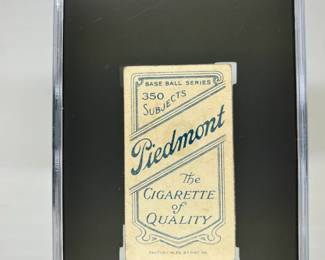 BASE BALL SERIES
350
SUBJECTS
Piedmont
The
CIGARETTE
of
QUALITY